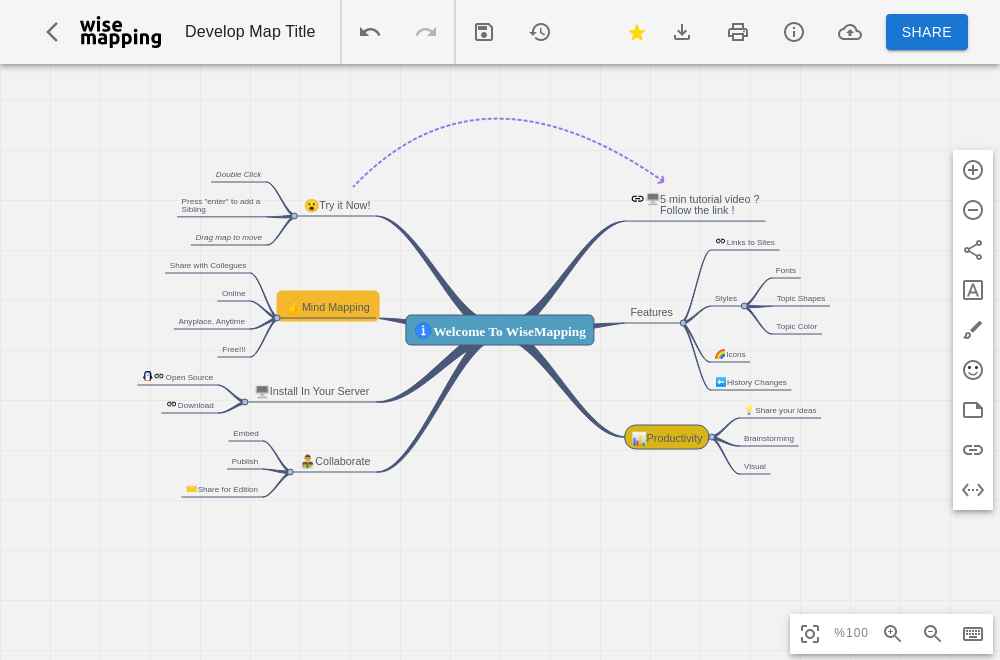 wise
mapping
Develop Map Title
SHARE
Double Click
Press "enter" to add a
Sibling
Drag map to move
😮Try it Now!
Share with Collegues
Online
Anyplace, Anytime
Free!!!
Mind Mapping
Open Source
Download
Install In Your Server
Embed
Publish
Share for Edition
Collaborate
Welcome To WiseMapping
5 min tutorial video ?
Follow the link !
Features
Links to Sites
Styles
Fonts
Topic Shapes
Topic Color
Icons
History Changes
Productivity
Share your ideas
Brainstorming
Visual
%100